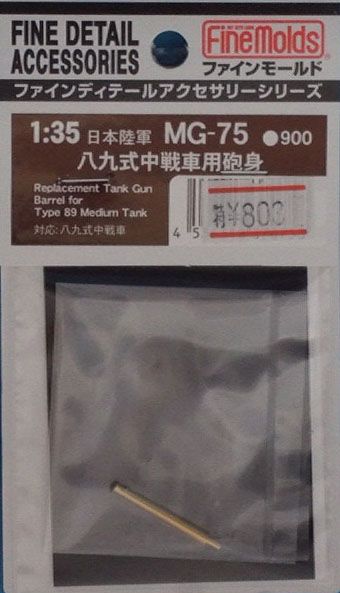 FINE DETAIL
ACCESSORIES
FineMolds
ファインモールド
ファインディテールアクセサリーシリーズ
1:35 日本陸軍 MG-75 ●900
八九式中戦車用砲身
Replacement Tank Gun
Barrel for
Type 89 Medium Tank
対応: 八九式中戦車
¥800
4 5